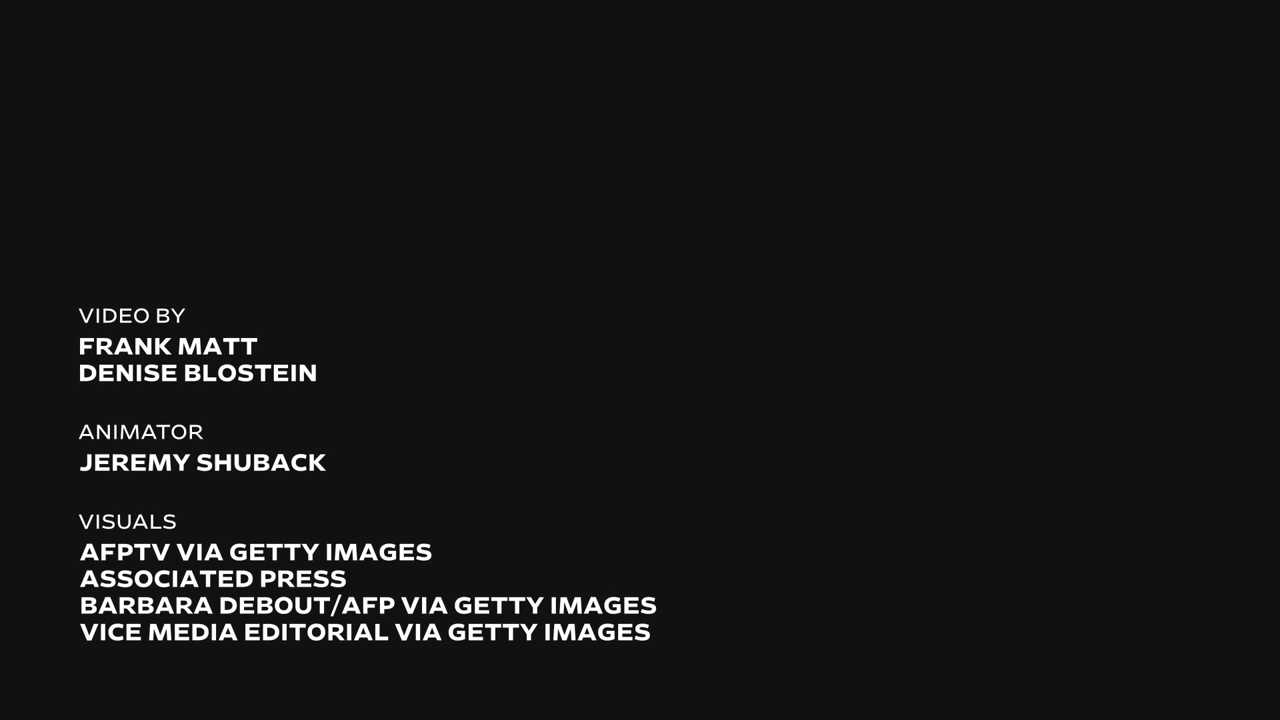 VIDEO BY
FRANK MATT
DENISE BLOSTEIN
ANIMATOR
JEREMY SHUBACK
VISUALS
AFPTV VIA GETTY IMAGES
ASSOCIATED PRESS
BARBARA DEBOUT/AFP VIA GETTY IMAGES
VICE MEDIA EDITORIAL VIA GETTY IMAGES